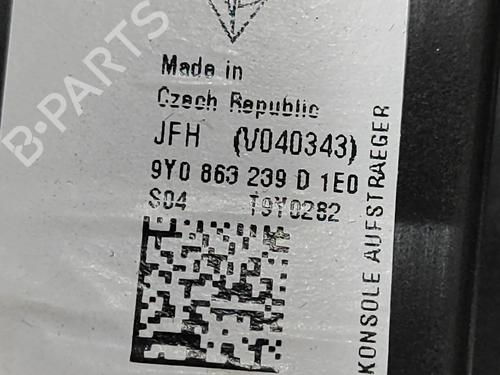 Made in
Czech Republic
JFH (V040343)
9Y0 863 239 D 1E0
S04 T9Y0282
KONSOLE AUFSTRAEGER
B-PARTS